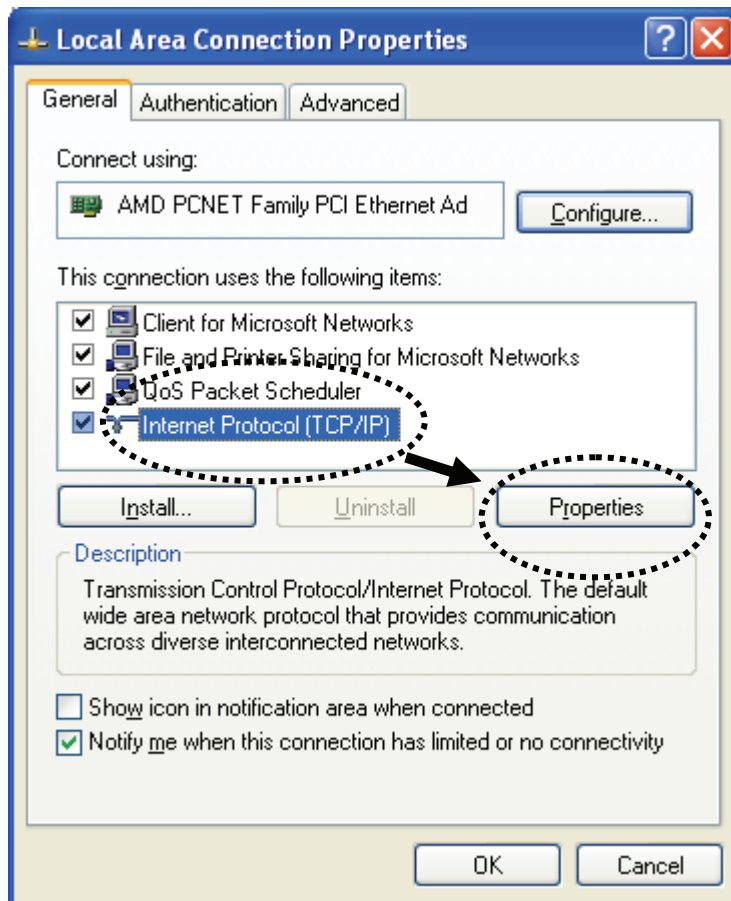 Local Area Connection Properties
General Authentication Advanced
Connect using:
AMD PCNET Family PCI Ethernet Ad Configure...
This connection uses the following items:
Client for Microsoft Networks
File and Printer Sharing for Microsoft Networks
QoS Packet Scheduler
Internet Protocol (TCP/IP)
Install... Uninstall Properties
Description
Transmission Control Protocol/Internet Protocol. The default
wide area network protocol that provides communication
across diverse interconnected networks.
Show icon in notification area when connected
Notify me when this connection has limited or no connectivity
OK Cancel